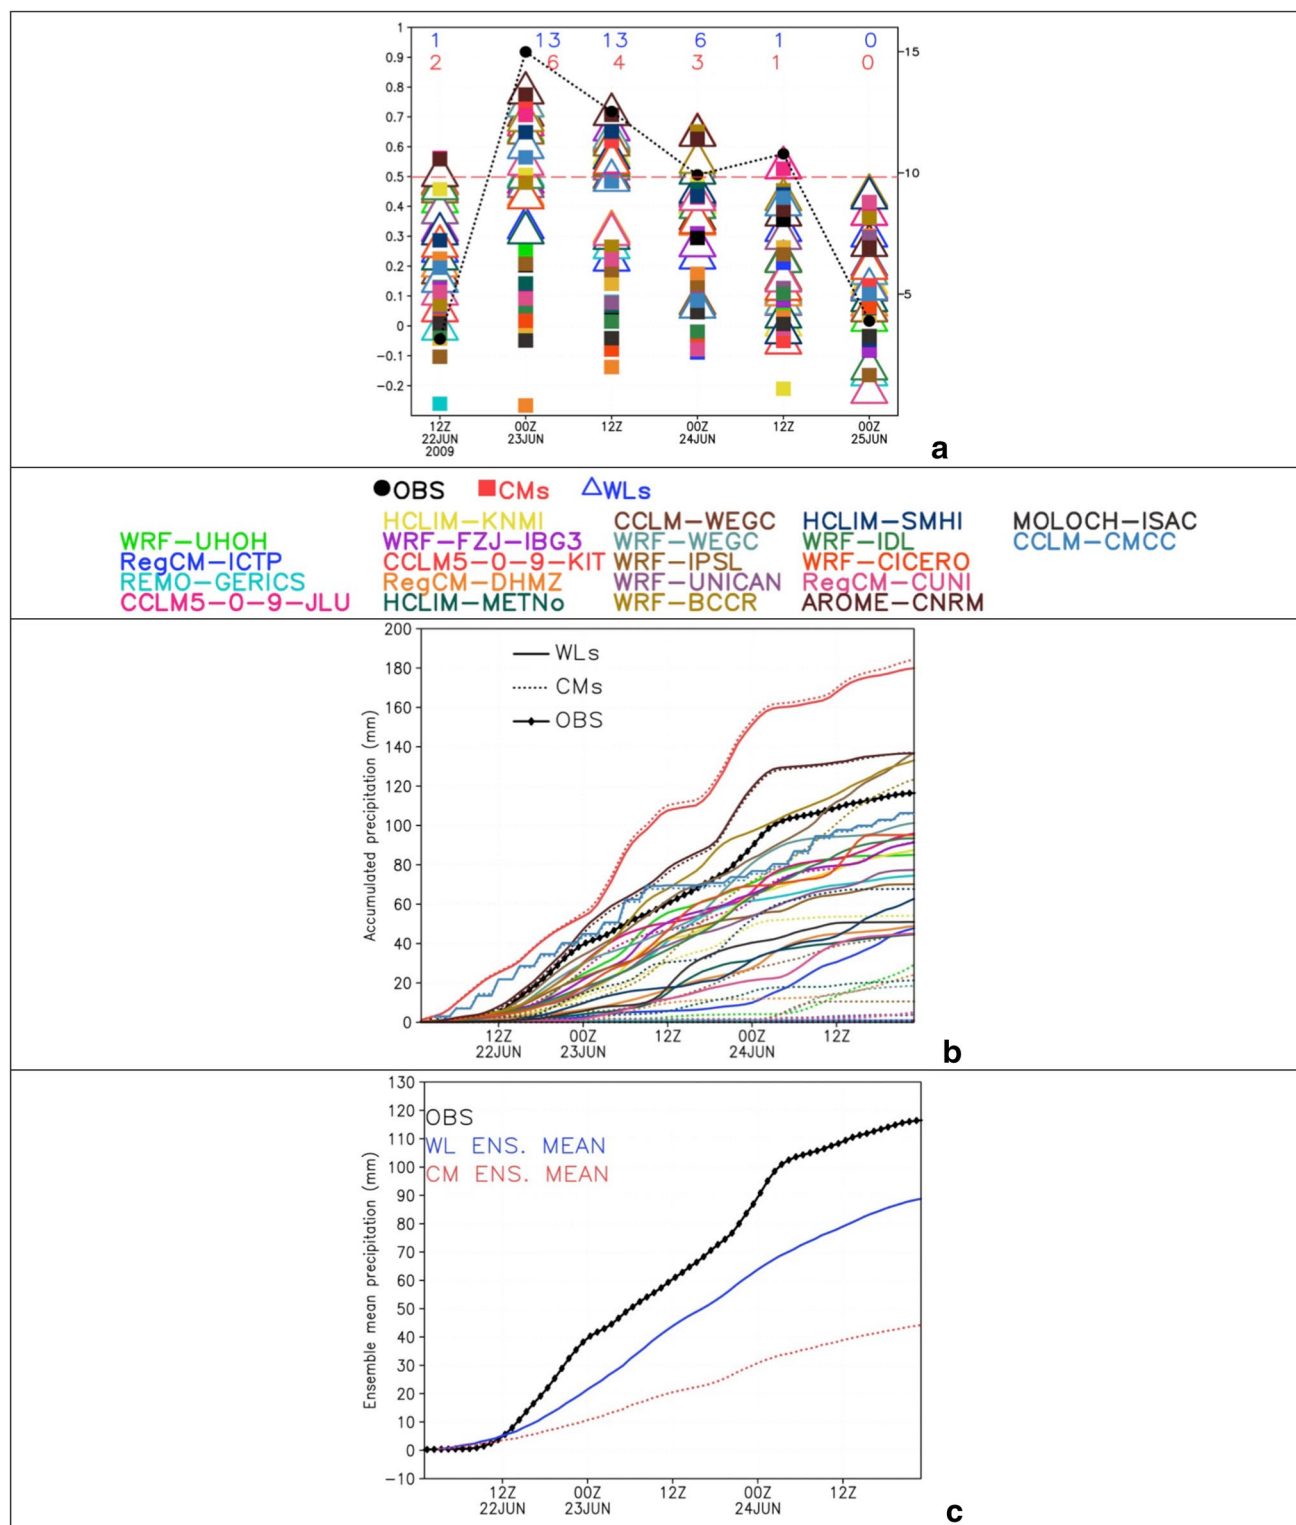 1 13 13 6 1 0
2 6 4 3 1 0
1
0.9
0.8
0.7
0.6
0.5
0.4
0.3
0.2
0.1
0
−0.1
−0.2
15
10
5
12Z 00Z 12Z 00Z 12Z 00Z
22JUN 23JUN 24JUN 25JUN
2009
a
OBS CMs WLs
HCLIM−KNMI CCLM−WEGC HCLIM−SMHI MOLOCH−ISAC
WRF−UHOH WRF−FZJ−IBG3 WRF−WEGC WRF−IDL CCLM−CMCC
RegCM−ICTP CCLM5−0−9−KIT WRF−IPSL WRF−CICERO
REMO−GERICS RegCM−DHMZ WRF−UNICAN RegCM−CUNI
CCLM5−0−9−JLU HCLIM−METNo WRF−BCCR AROME−CNRM
Accumulated precipitation (mm)
200
180
160
140
120
100
80
60
40
20
0
WLs
CMs
OBS
12Z 00Z 12Z 00Z 12Z
22JUN 23JUN 24JUN
b
Ensemble mean precipitation (mm)
130
120
110
100
90
80
70
60
50
40
30
20
10
0
−10
OBS
WL ENS. MEAN
CM ENS. MEAN
12Z 00Z 12Z 00Z 12Z
22JUN 23JUN 24JUN
c